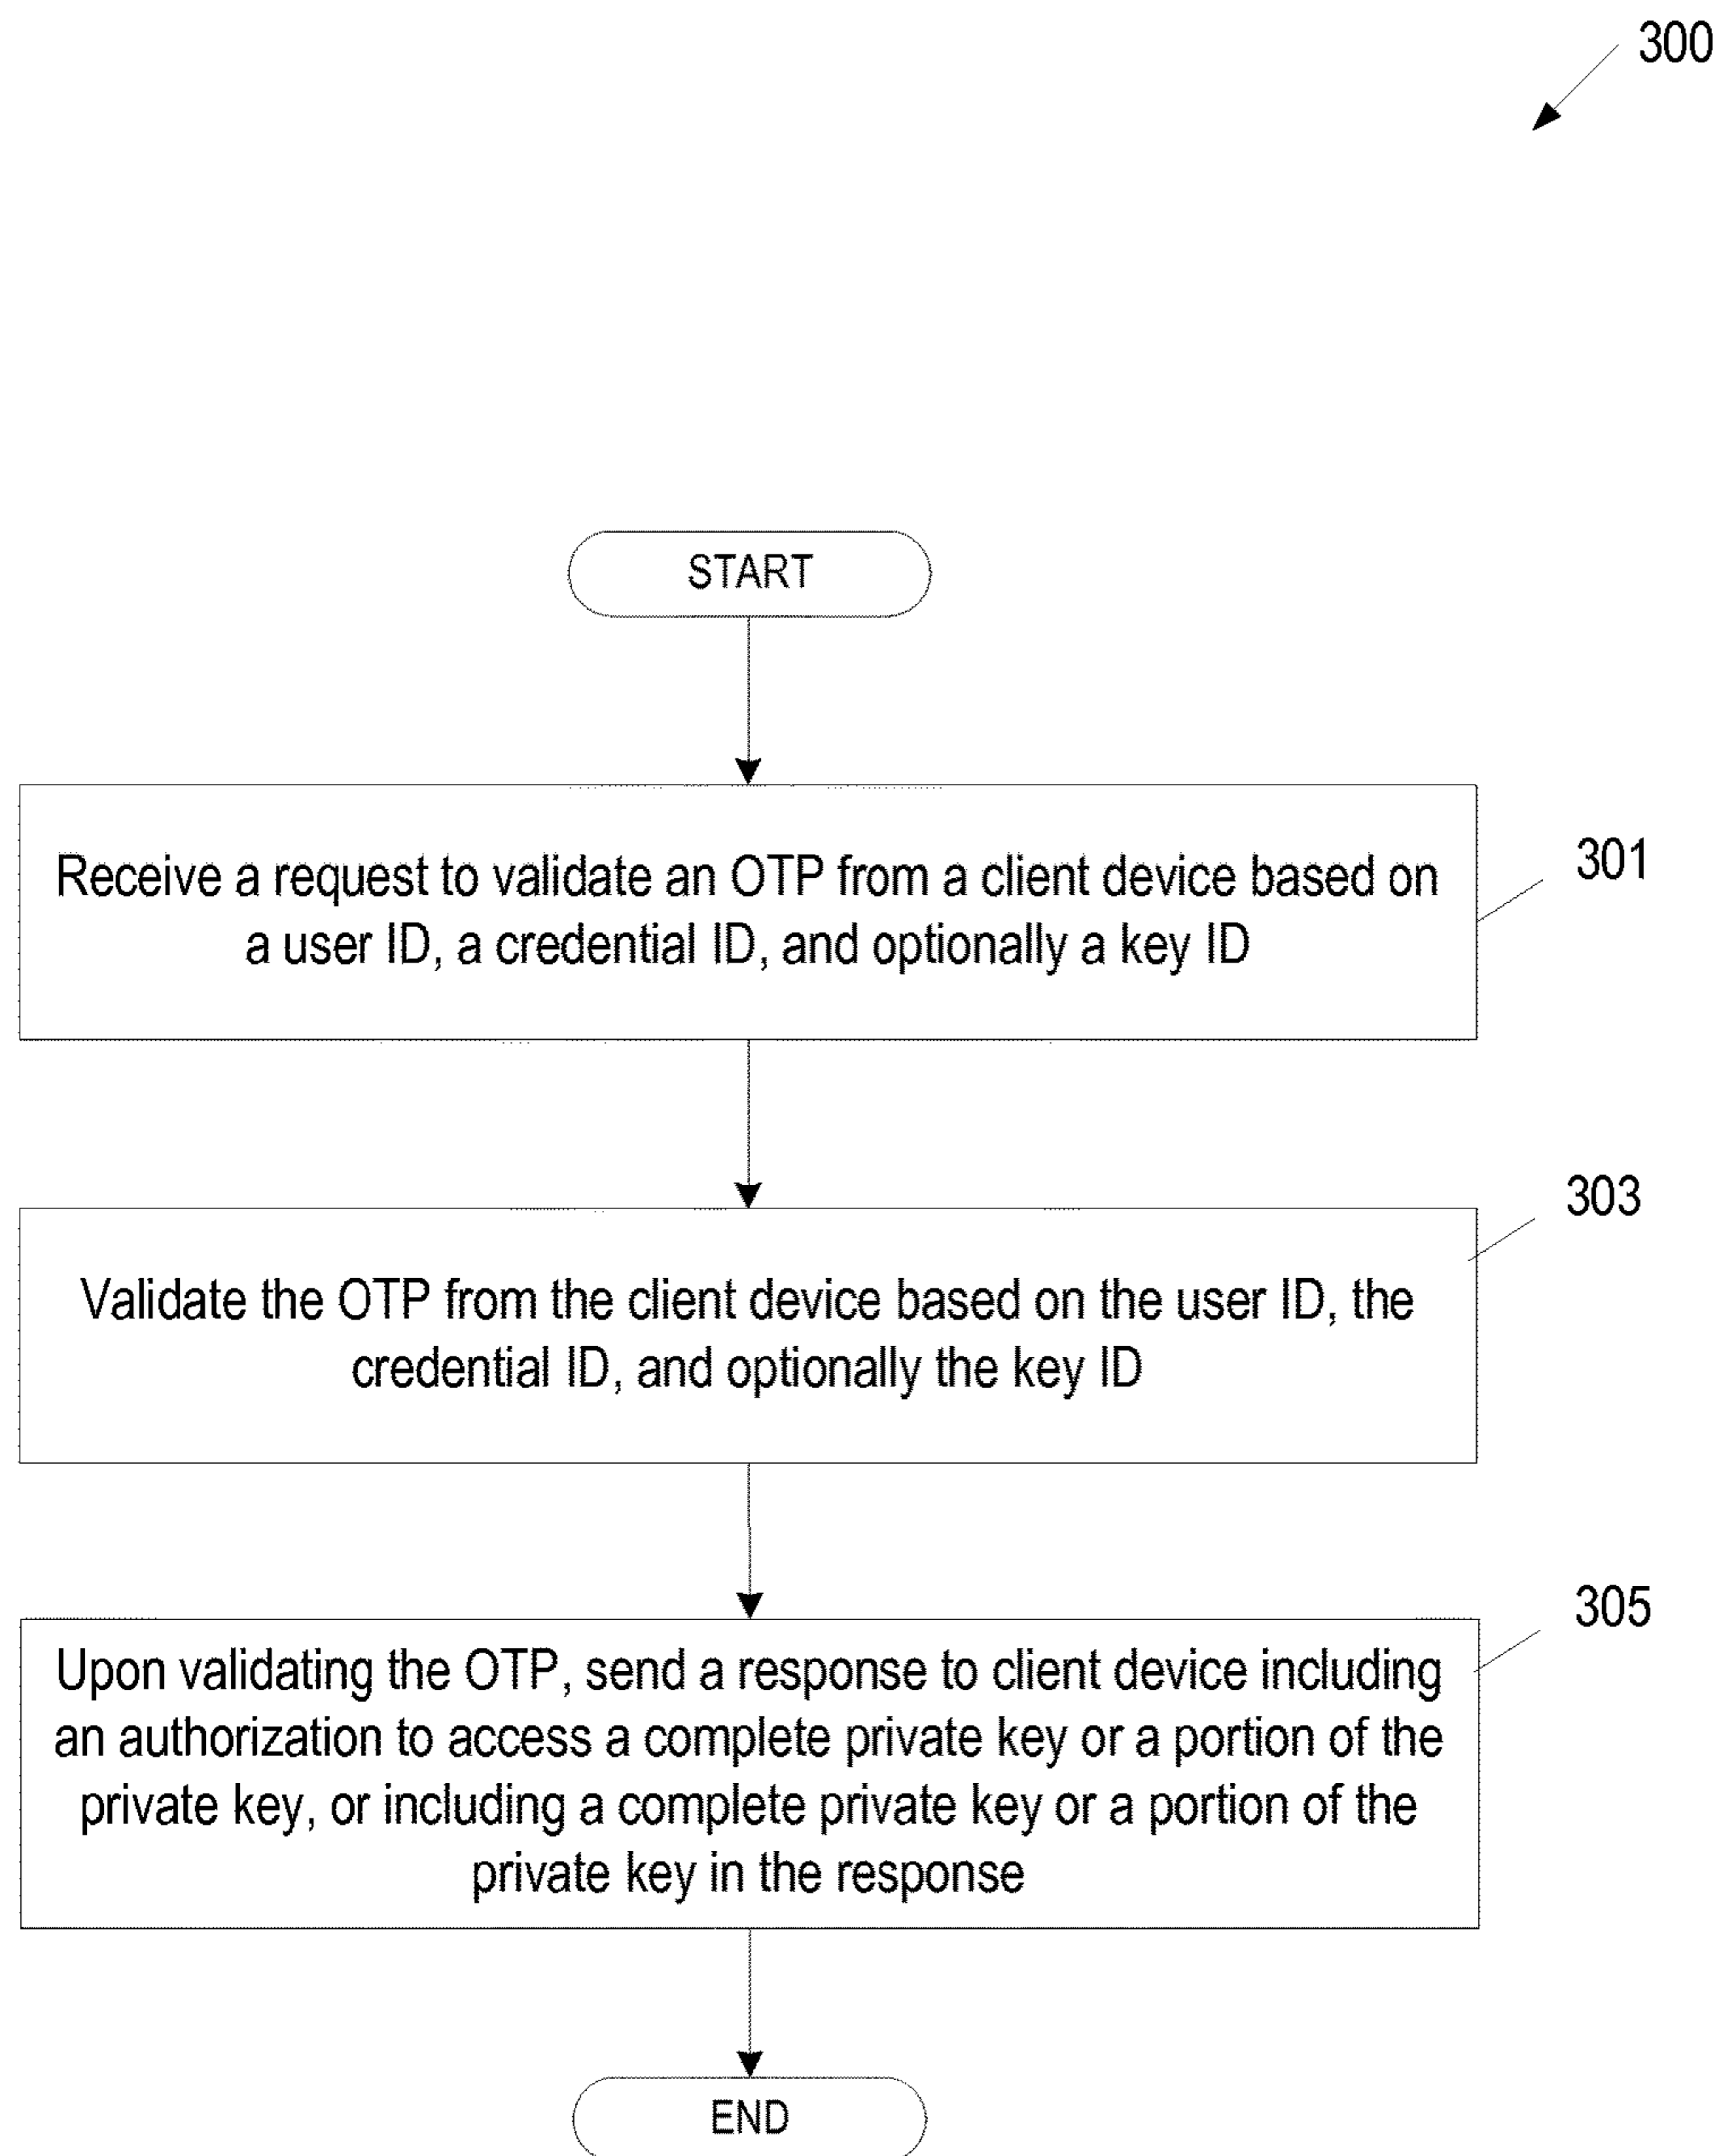 300
START
Receive a request to validate an OTP from a client device based on
a user ID, a credential ID, and optionally a key ID
301
Validate the OTP from the client device based on the user ID, the
credential ID, and optionally the key ID
303
Upon validating the OTP, send a response to client device including
an authorization to access a complete private key or a portion of the
private key, or including a complete private key or a portion of the
private key in the response
305
END